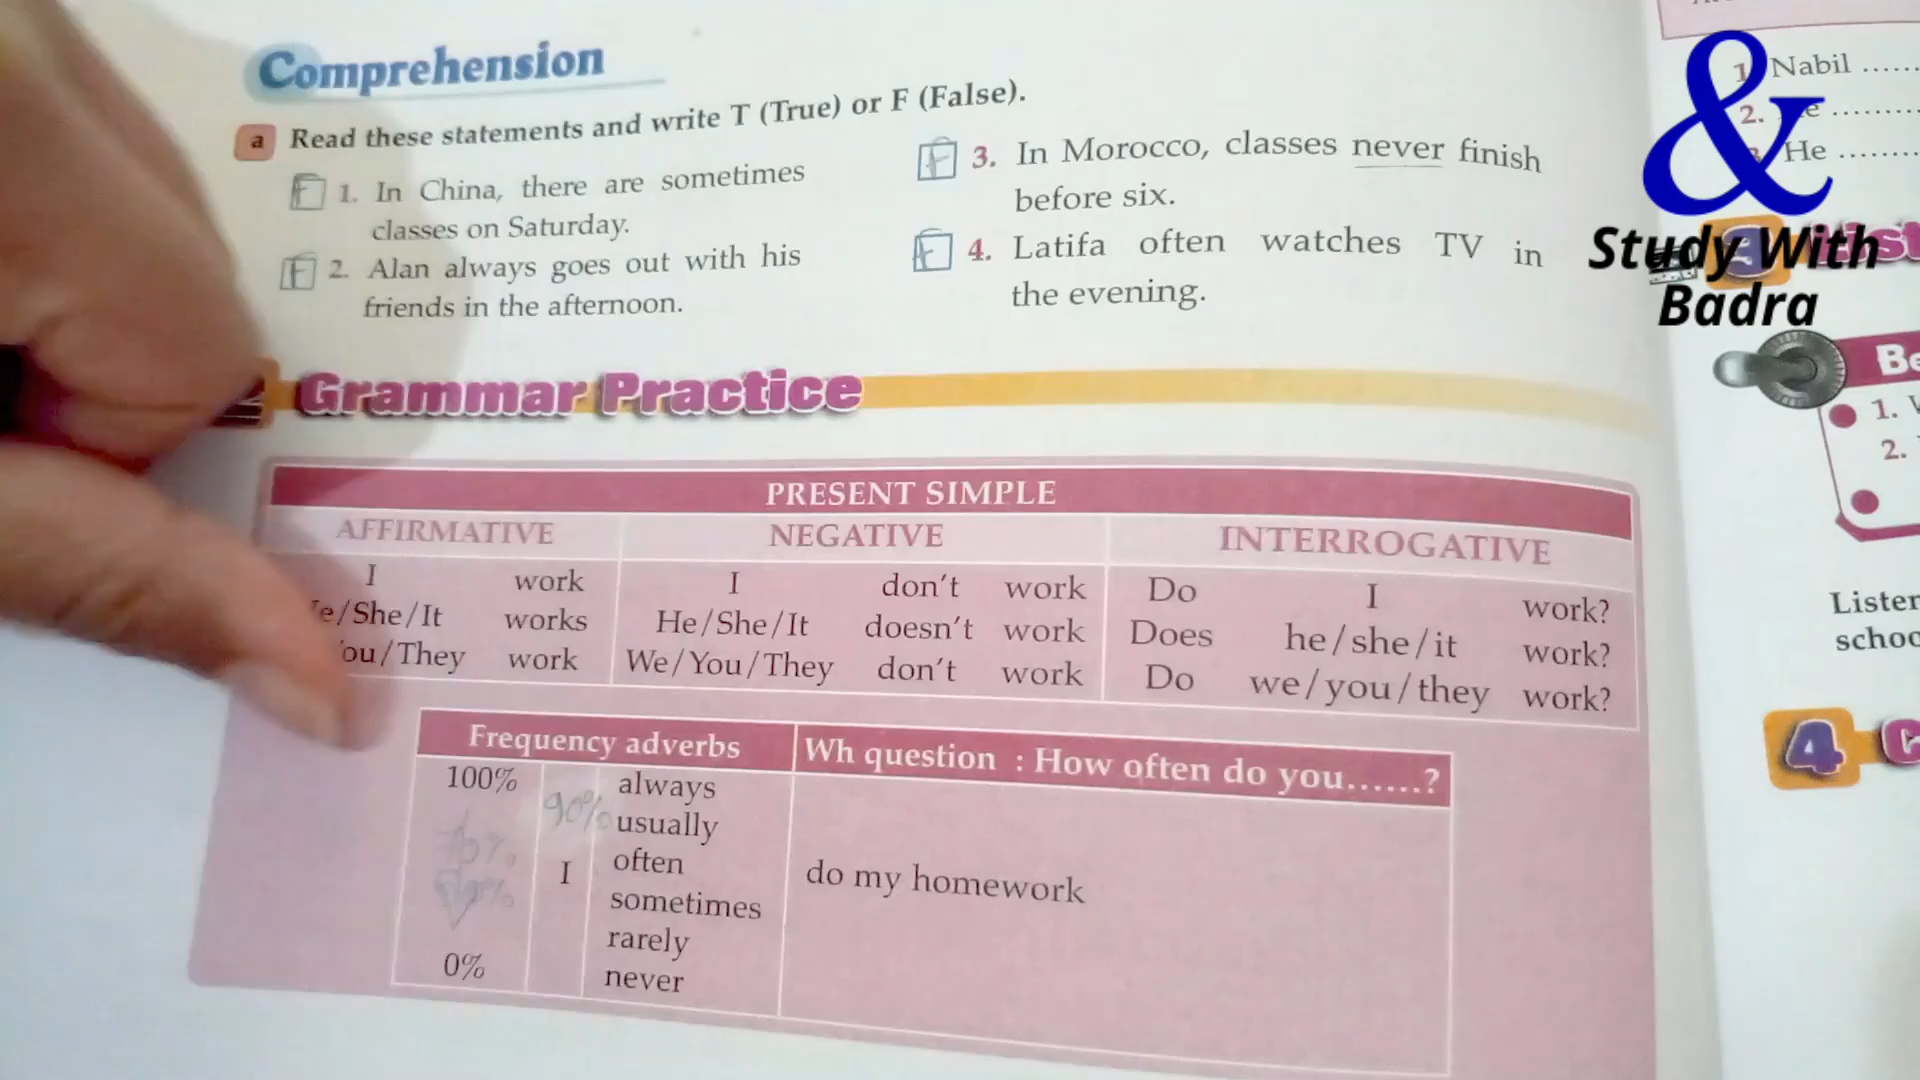 Comprehension
a Read these statements and write T (True) or F (False).
F 1. In China, there are sometimes
classes on Saturday.
F 2. Alan always goes out with his
friends in the afternoon.
F 3. In Morocco, classes never finish
before six.
F 4. Latifa often watches TV in
the evening.
Grammar Practice
PRESENT SIMPLE
AFFIRMATIVE NEGATIVE INTERROGATIVE
I work I don't work Do I work?
/She/It works He/She/It doesn't work Does he/she/it work?
/They work We/You/They don't work Do we/you/they work?
Frequency adverbs Wh question : How often do you......?
100% always
90% usually
I often do my homework
sometimes
rarely
0% never
1. Nabil ......
2. ........
He ........
&
Study With
Badra
1.
2.
4